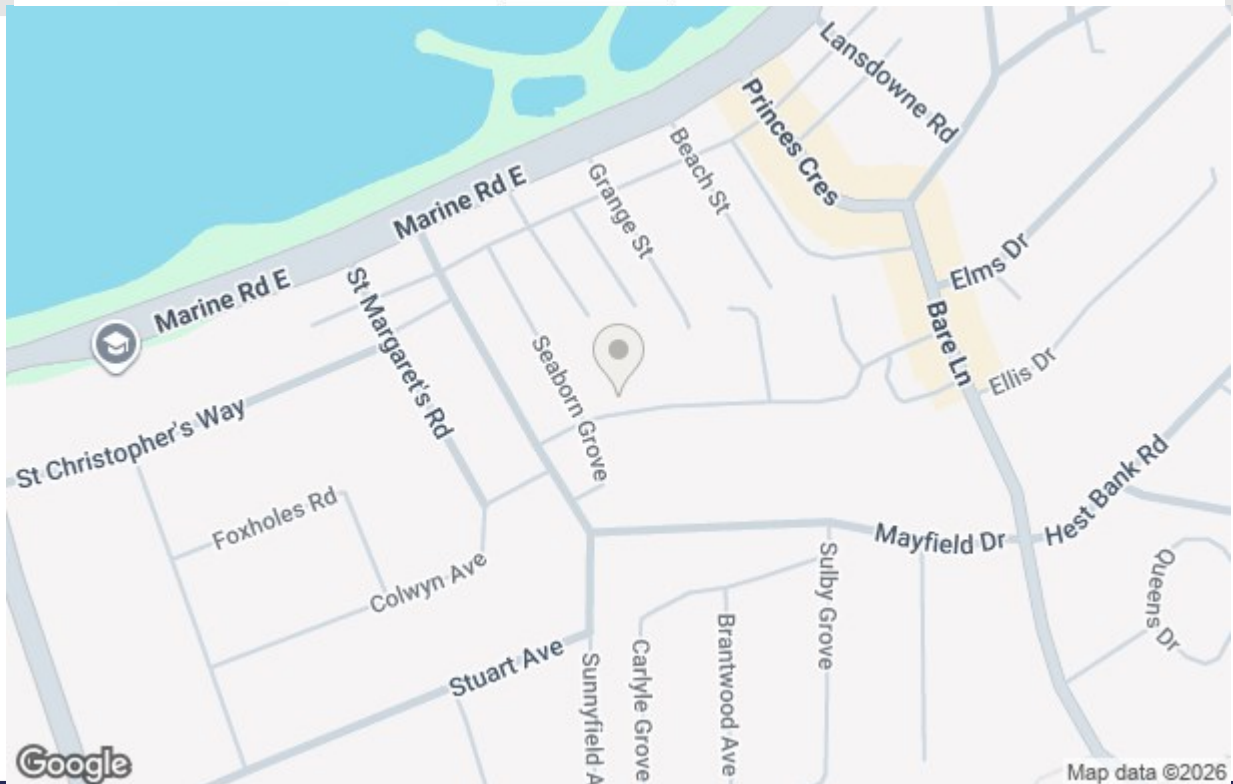 Lansdowne Rd
Princes Cres
Beach St
Grange St
Marine Rd E
Marine Rd E
St Margaret's Rd
Elms Dr
Bare Ln
Ellis Dr
Seaborn Grove
St Christopher's Way
Foxholes Rd
Hest Bank Rd
Mayfield Dr
Colwyn Ave
Sulby Grove
Queens Dr
Stuart Ave
Sunnyfield A
Carlyle Grove
Brantwood Ave
Google
Map data ©2026